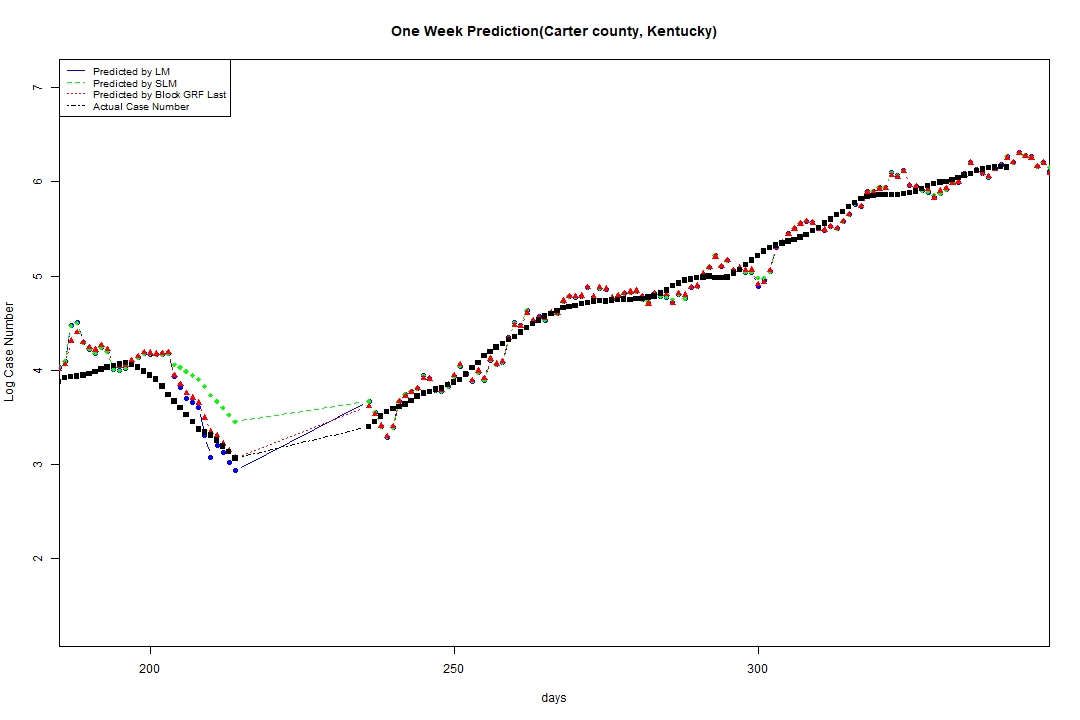 One Week Prediction(Carter county, Kentucky)
Predicted by LM
Predicted by SLM
Predicted by Block GRF Last
Actual Case Number
7
6
5
4
3
2
Log Case Number
200
250
300
days